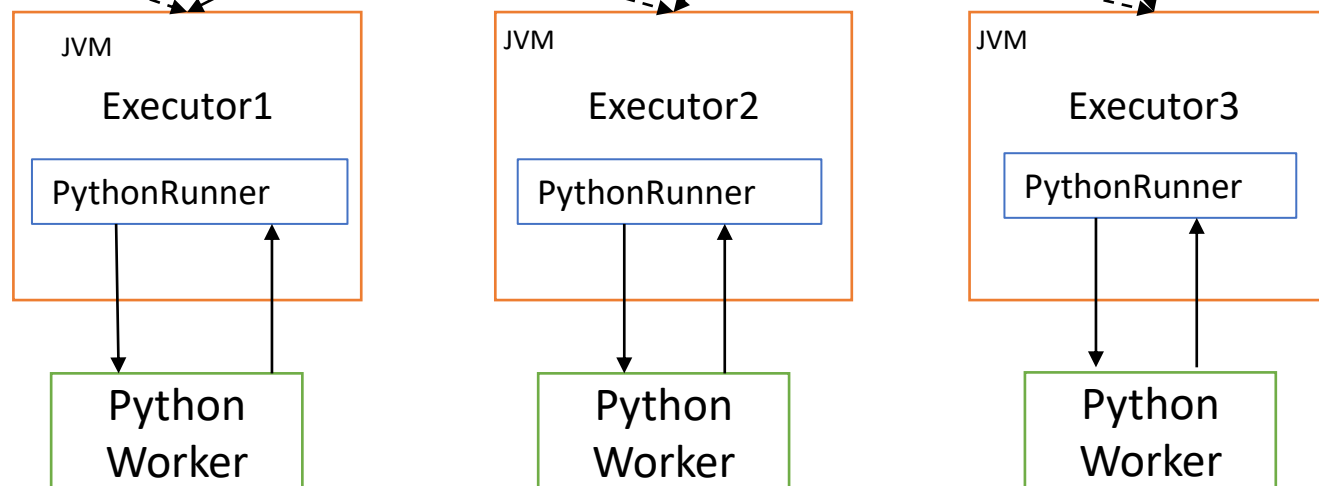 JVM
Executor1
PythonRunner
Python
Worker
JVM
Executor2
PythonRunner
Python
Worker
JVM
Executor3
PythonRunner
Python
Worker